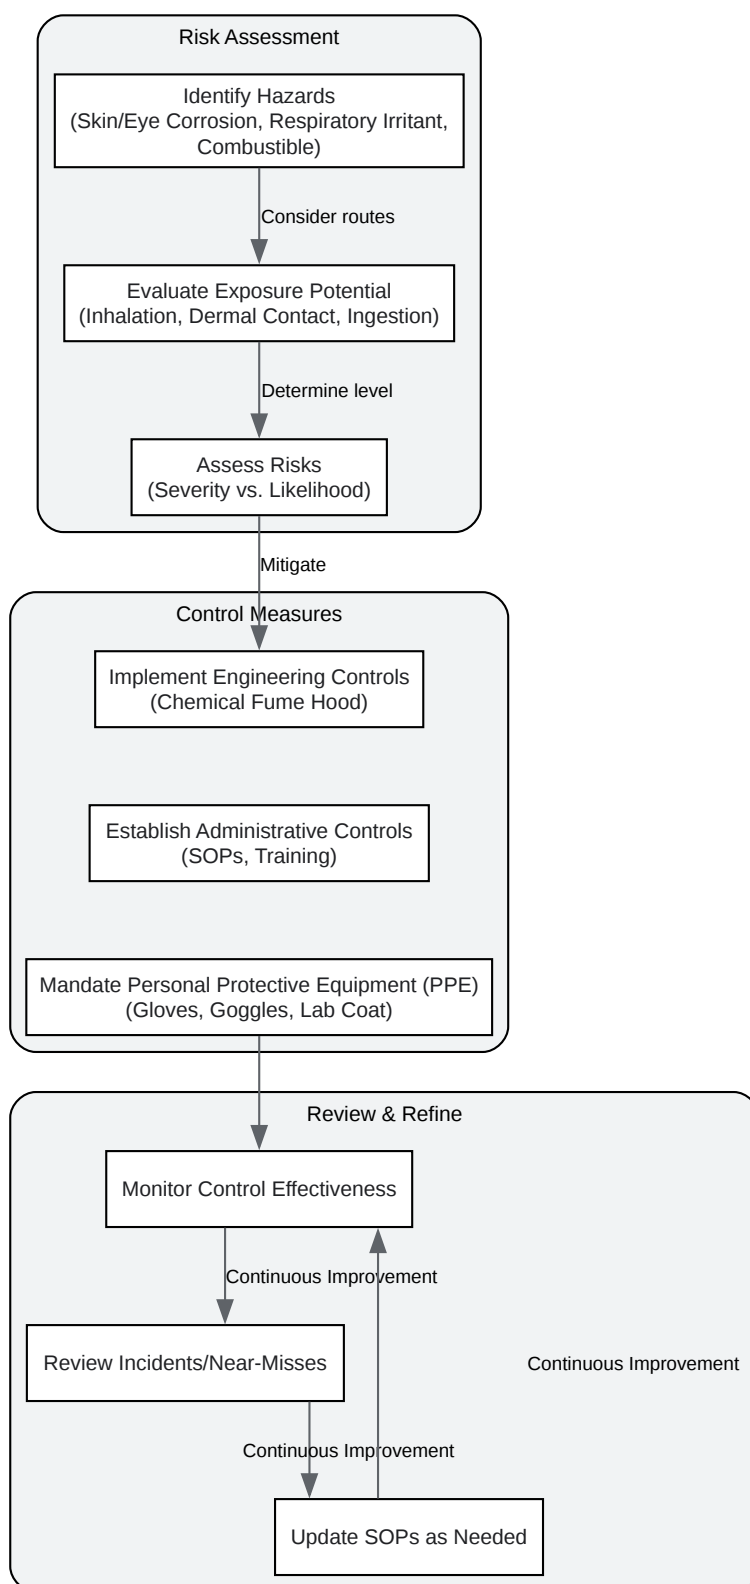 Risk Assessment
Identify Hazards
(Skin/Eye Corrosion, Respiratory Irritant,
Combustible)
Consider routes
Evaluate Exposure Potential
(Inhalation, Dermal Contact, Ingestion)
Determine level
Assess Risks
(Severity vs. Likelihood)
Mitigate
Control Measures
Implement Engineering Controls
(Chemical Fume Hood)
Establish Administrative Controls
(SOPs, Training)
Mandate Personal Protective Equipment (PPE)
(Gloves, Goggles, Lab Coat)
Review & Refine
Monitor Control Effectiveness
Continuous Improvement
Review Incidents/Near-Misses
Continuous Improvement
Continuous Improvement
Update SOPs as Needed